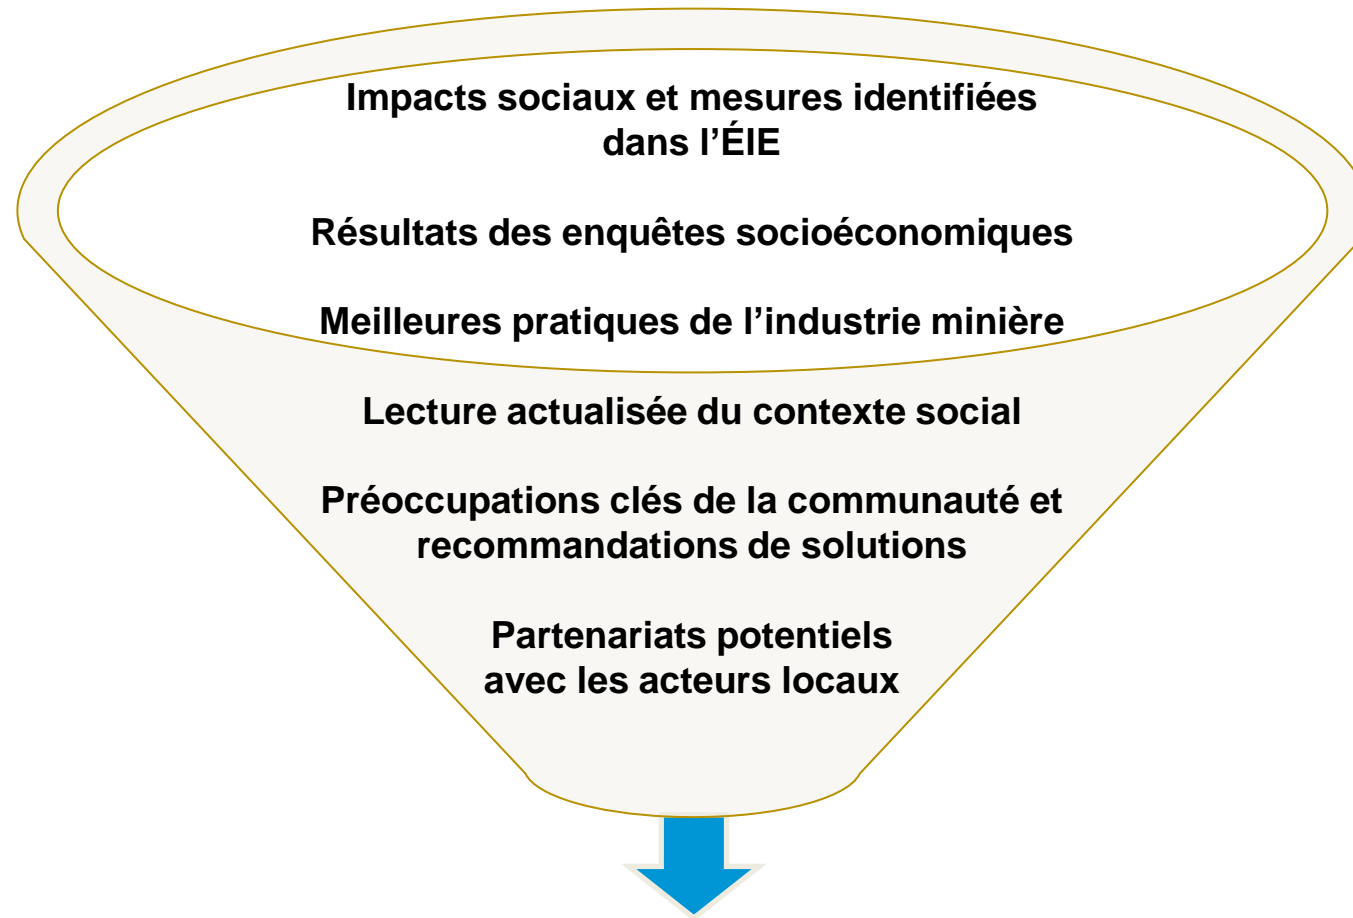 Impacts sociaux et mesures identifiées
dans l’ÉIE
Résultats des enquêtes socioéconomiques
Meilleures pratiques de l’industrie minière
Lecture actualisée du contexte social
Préoccupations clés de la communauté et
recommandations de solutions
Partenariats potentiels
avec les acteurs locaux